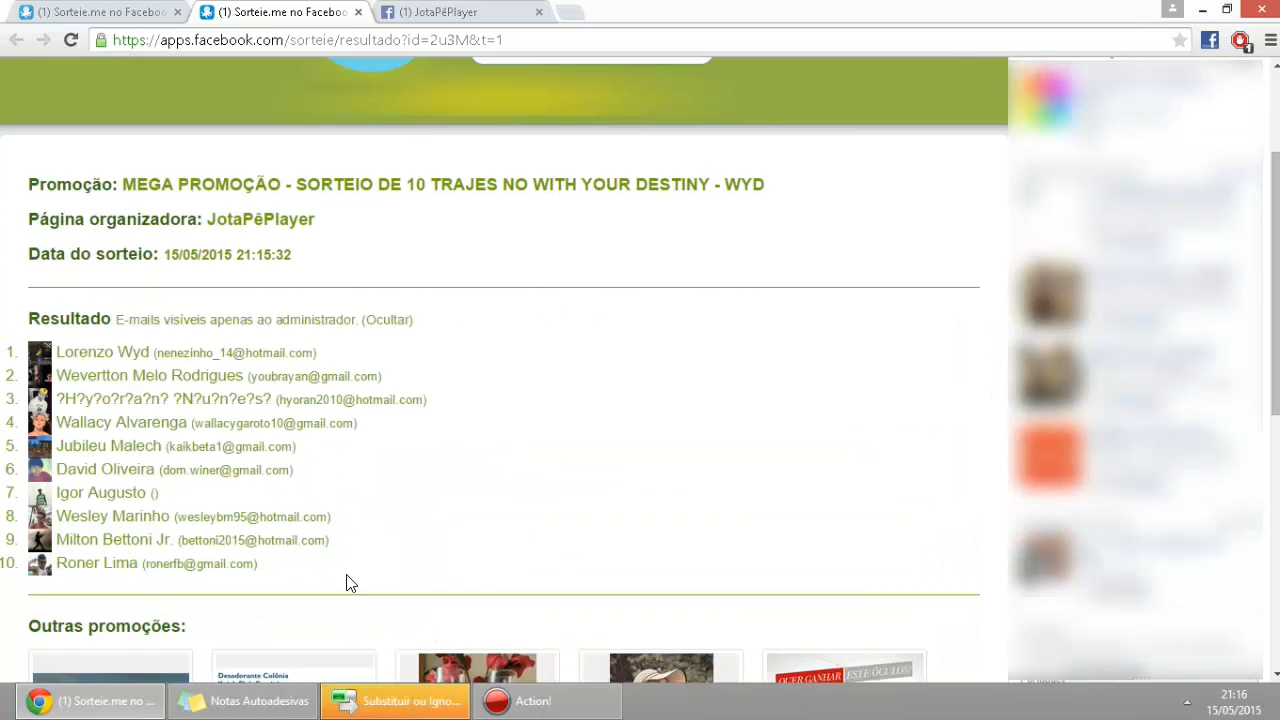 (1) Sorteie.me no Faceboo
(1) Sorteie.me no Faceboo
(1) JotaPêPlayer
https://apps.facebook.com/sorteie/resultado?id=2u3M&t=1
1
Promoção: MEGA PROMOÇÃO - SORTEIO DE 10 TRAJES NO WITH YOUR DESTINY - WYD
Página organizadora: JotaPêPlayer
Data do sorteio: 15/05/2015 21:15:32
Resultado E-mails visíveis apenas ao administrador. (Ocultar)
1. Lorenzo Wyd (nenezinho_14@hotmail.com)
2. Wevertton Melo Rodrigues (youbrayan@gmail.com)
3. ?H?y?o?r?a?n? ?N?u?n?e?s? (hyoran2010@hotmail.com)
4. Wallacy Alvarenga (wallacygaroto10@gmail.com)
5. Jubileu Malech (kaikbeta1@gmail.com)
6. David Oliveira (dom.winer@gmail.com)
7. Igor Augusto ()
8. Wesley Marinho (wesleybm95@hotmail.com)
9. Milton Bettoni Jr. (bettoni2015@hotmail.com)
10. Roner Lima (ronerfb@gmail.com)
Outras promoções:
Desodorante Colônia
QUER GANHAR ESTE ÓCULOS?
(1) Sorteie.me no ...
Notas Autoadesivas
Substituir ou Igno...
Action!
21:16
15/05/2015